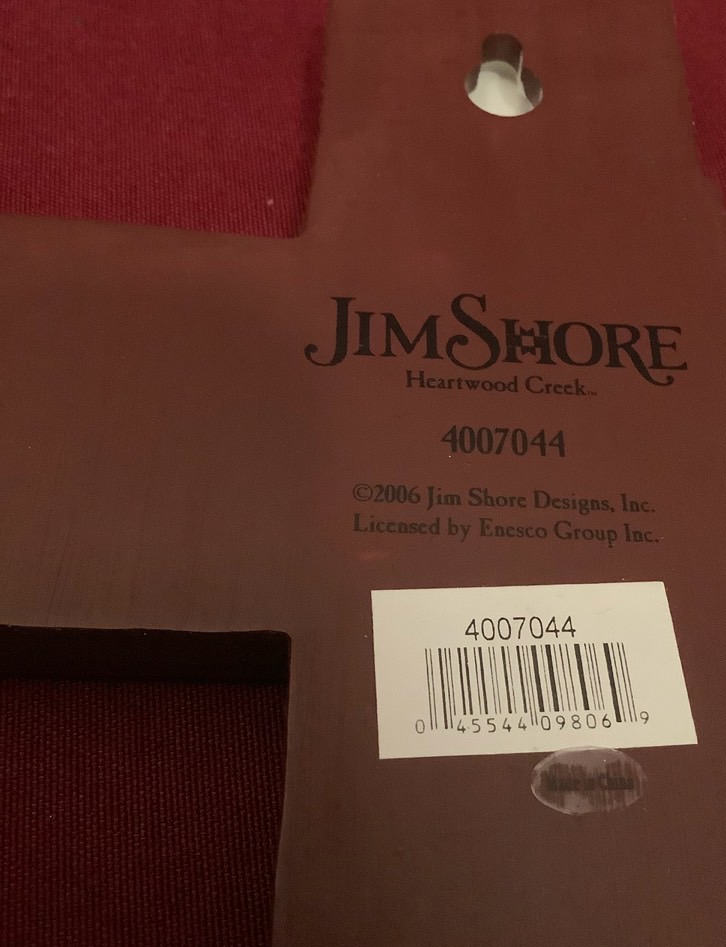 JIM SHORE
Heartwood Creek™
4007044
©2006 Jim Shore Designs, Inc.
Licensed by Enesco Group Inc.
4007044
0 45544 09806 9
Made in China